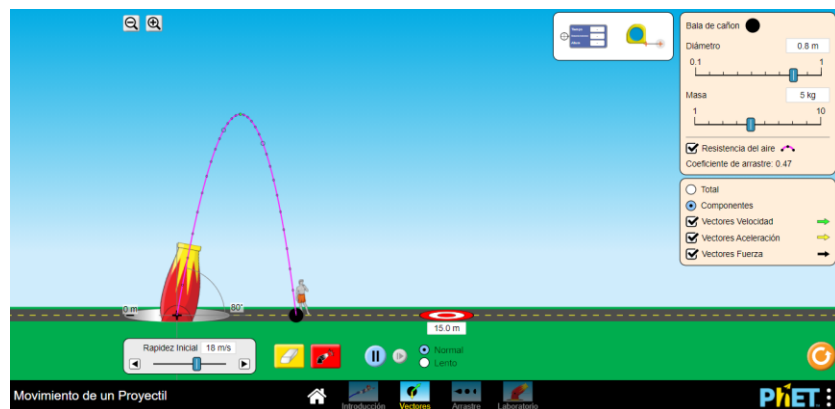 Bala de cañon
Diámetro 0.8 m
0.1 1
Masa 5 kg
1 10
Resistencia del aire
Coeficiente de arrastre: 0.47
Total
Componentes
Vectores Velocidad
Vectores Aceleración
Vectores Fuerza
0 m
80°
15.0 m
Rapidez Inicial 18 m/s
Normal
Lento
Movimiento de un Proyectil
Introducción
Vectores
Arrastre
Laboratorio
PhET